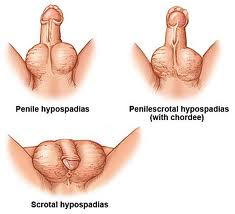 Penile hypospadias
Penilescrotal hypospadias
(with chordee)
Scrotal hypospadias